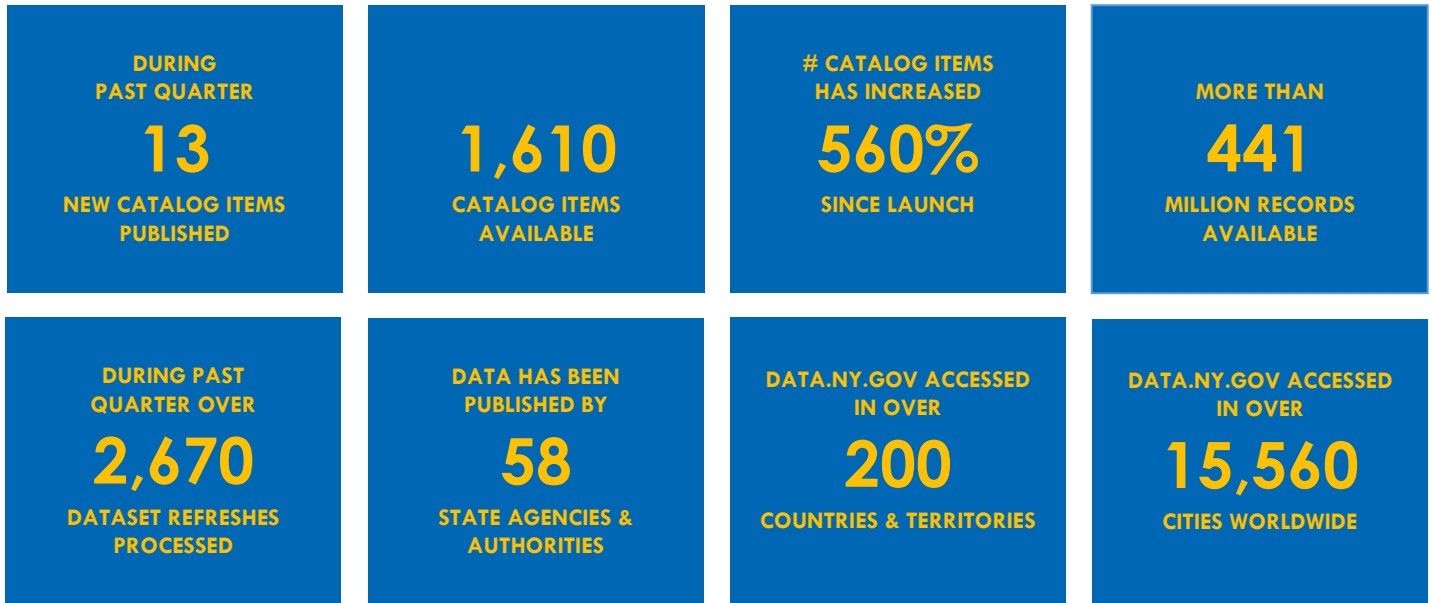 DURING
PAST QUARTER
13
NEW CATALOG ITEMS
PUBLISHED
1,610
CATALOG ITEMS
AVAILABLE
# CATALOG ITEMS
HAS INCREASED
560%
SINCE LAUNCH
MORE THAN
441
MILLION RECORDS
AVAILABLE
DURING PAST
QUARTER OVER
2,670
DATASET REFRESHES
PROCESSED
DATA HAS BEEN
PUBLISHED BY
58
STATE AGENCIES &
AUTHORITIES
DATA.NY.GOV ACCESSED
IN OVER
200
COUNTRIES & TERRITORIES
DATA.NY.GOV ACCESSED
IN OVER
15,560
CITIES WORLDWIDE